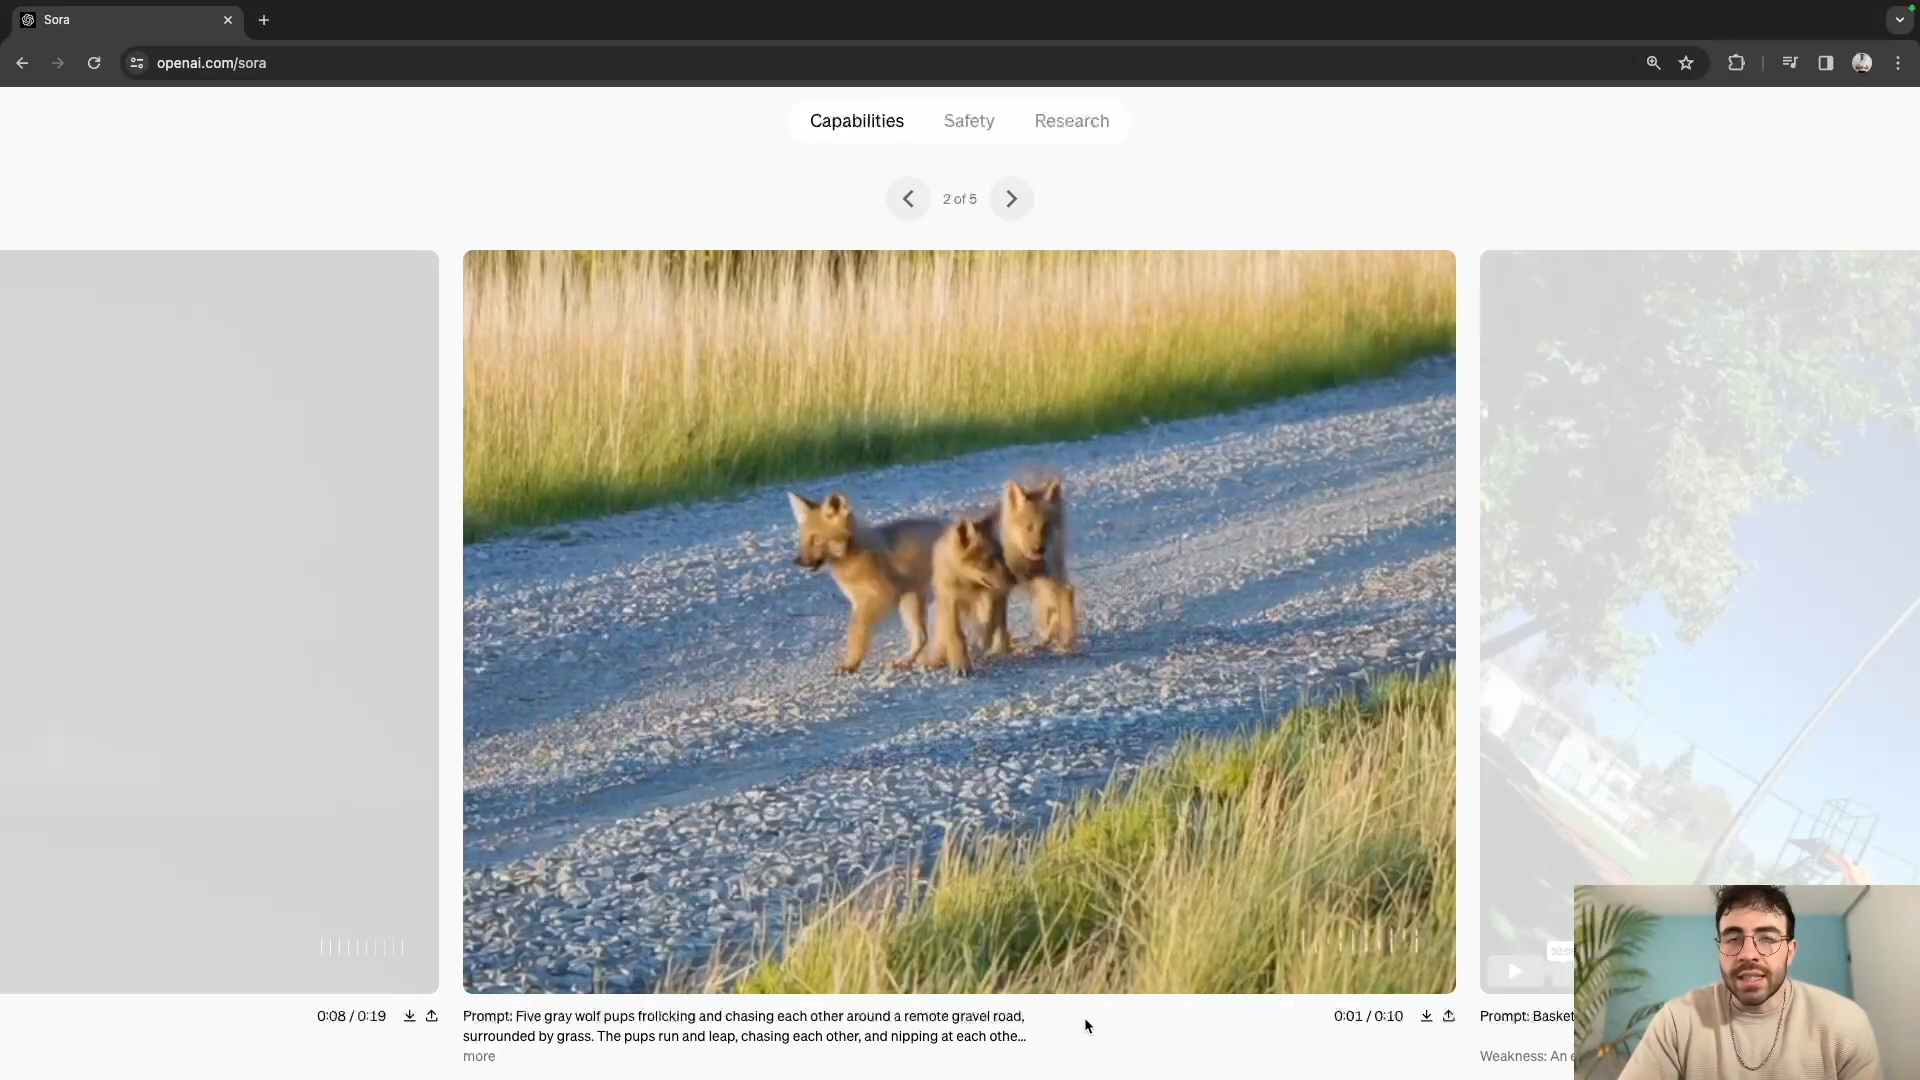 Sora
openai.com/sora
Capabilities Safety Research
2 of 5
0:08 / 0:19
Prompt: Five gray wolf pups frolicking and chasing each other around a remote gravel road,
surrounded by grass. The pups run and leap, chasing each other, and nipping at each othe...
more
0:01 / 0:10
Prompt: Basket
Weakness: An